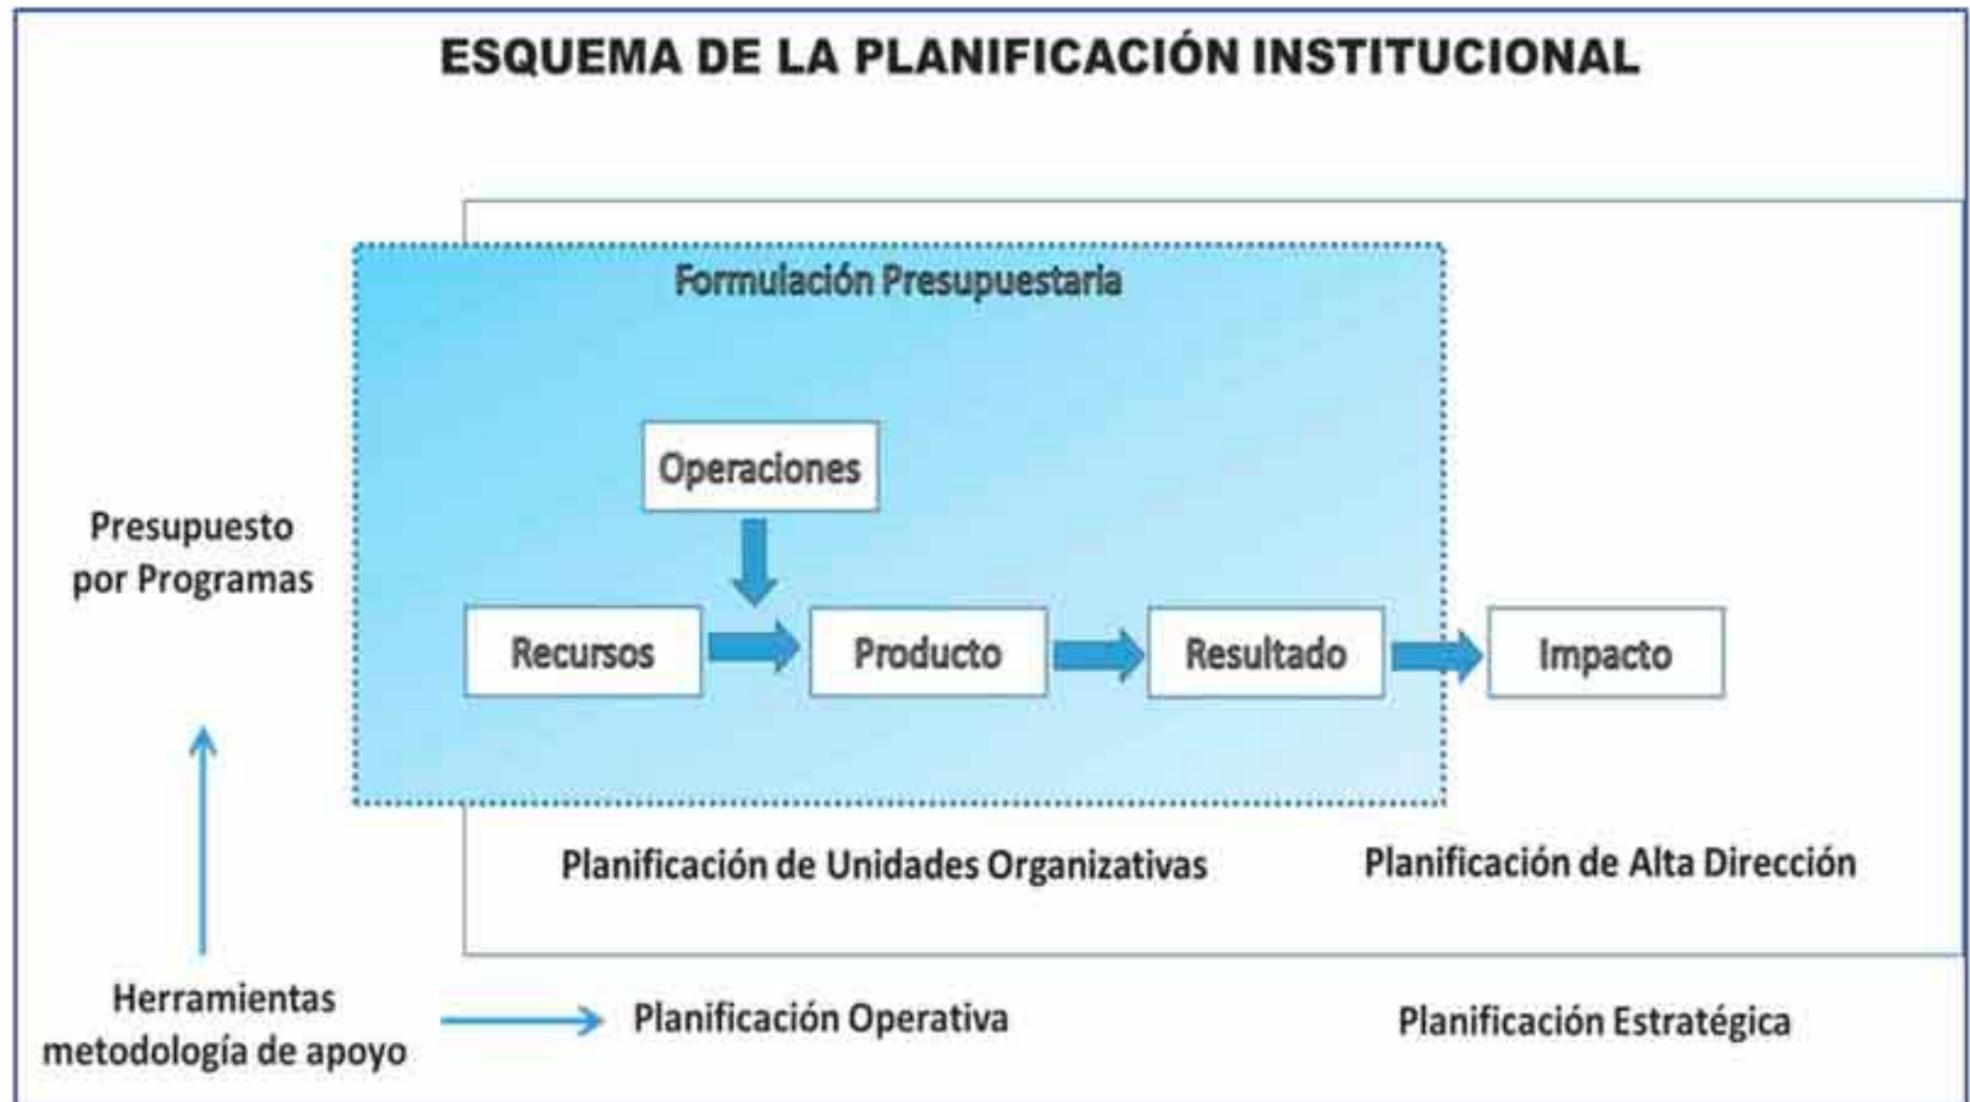 ESQUEMA DE LA PLANIFICACIÓN INSTITUCIONAL
Formulación Presupuestaria
Operaciones
Presupuesto
por Programas
Recursos
Producto
Resultado
Impacto
Planificación de Unidades Organizativas
Planificación de Alta Dirección
Herramientas
metodología de apoyo
Planificación Operativa
Planificación Estratégica